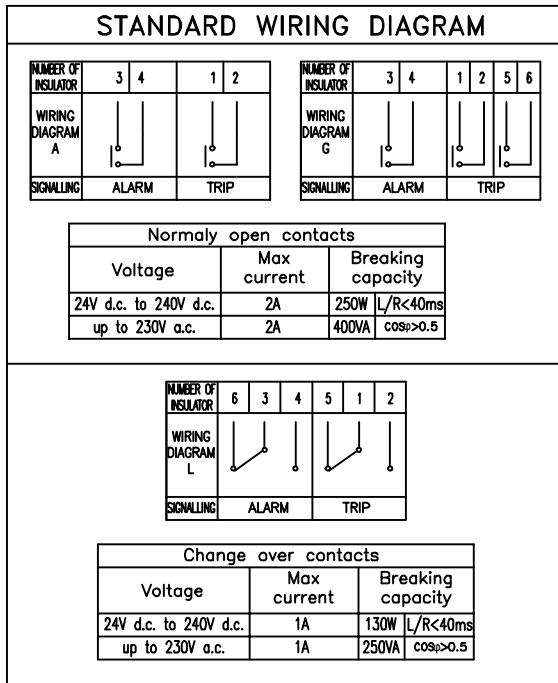 STANDARD WIRING DIAGRAM
NUMBER OF INSULATOR 3 4 1 2
WIRING DIAGRAM A
SIGNALLING ALARM TRIP
NUMBER OF INSULATOR 3 4 1 2 5 6
WIRING DIAGRAM G
SIGNALLING ALARM TRIP
Normaly open contacts
Voltage Max current Breaking capacity
24V d.c. to 240V d.c. 2A 250W L/R<40ms
up to 230V a.c. 2A 400VA cosφ>0.5
NUMBER OF INSULATOR 6 3 4 5 1 2
WIRING DIAGRAM L
SIGNALLING ALARM TRIP
Change over contacts
Voltage Max current Breaking capacity
24V d.c. to 240V d.c. 1A 130W L/R<40ms
up to 230V a.c. 1A 250VA cosφ>0.5